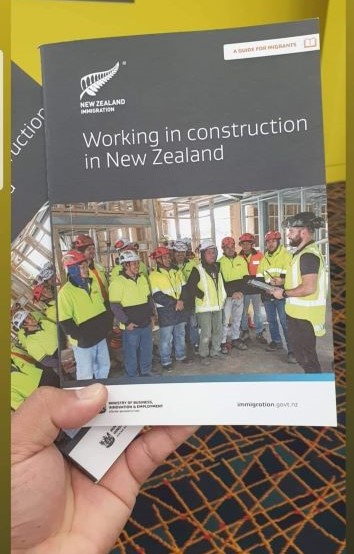 A GUIDE FOR MIGRANTS
NEW ZEALAND
IMMIGRATION
Working in construction
in New Zealand
MINISTRY OF BUSINESS,
INNOVATION & EMPLOYMENT
immigration.govt.nz
ruction